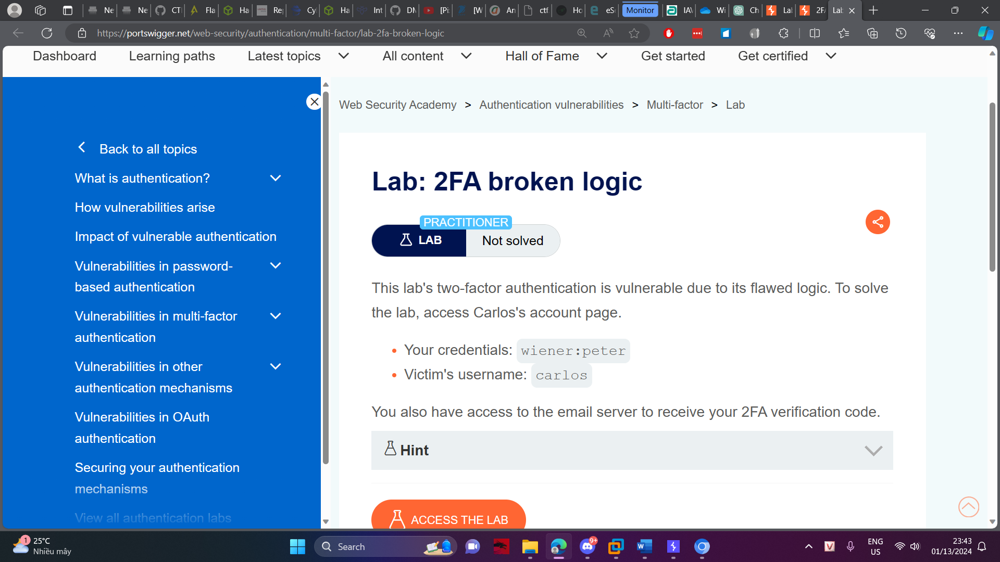 Ne
Ne
CTI
Fla
Ha
Re
Cy
Ha
Int
DM
[Pi
[W
An
ctf
Ho
eS
Monitor
IAV
Wi
Ch
Lal
2F
Lab
https://portswigger.net/web-security/authentication/multi-factor/lab-2fa-broken-logic
Dashboard
Learning paths
Latest topics
All content
Hall of Fame
Get started
Get certified
Back to all topics
What is authentication?
How vulnerabilities arise
Impact of vulnerable authentication
Vulnerabilities in password-
based authentication
Vulnerabilities in multi-factor
authentication
Vulnerabilities in other
authentication mechanisms
Vulnerabilities in OAuth
authentication
Securing your authentication
mechanisms
View all authentication labs
Web Security Academy > Authentication vulnerabilities > Multi-factor > Lab
Lab: 2FA broken logic
PRACTITIONER
LAB
Not solved
This lab's two-factor authentication is vulnerable due to its flawed logic. To solve
the lab, access Carlos's account page.
• Your credentials: wiener:peter
• Victim's username: carlos
You also have access to the email server to receive your 2FA verification code.
Hint
ACCESS THE LAB
1
25°C
Nhiều mây
Search
9+
ENG
US
23:43
01/13/2024